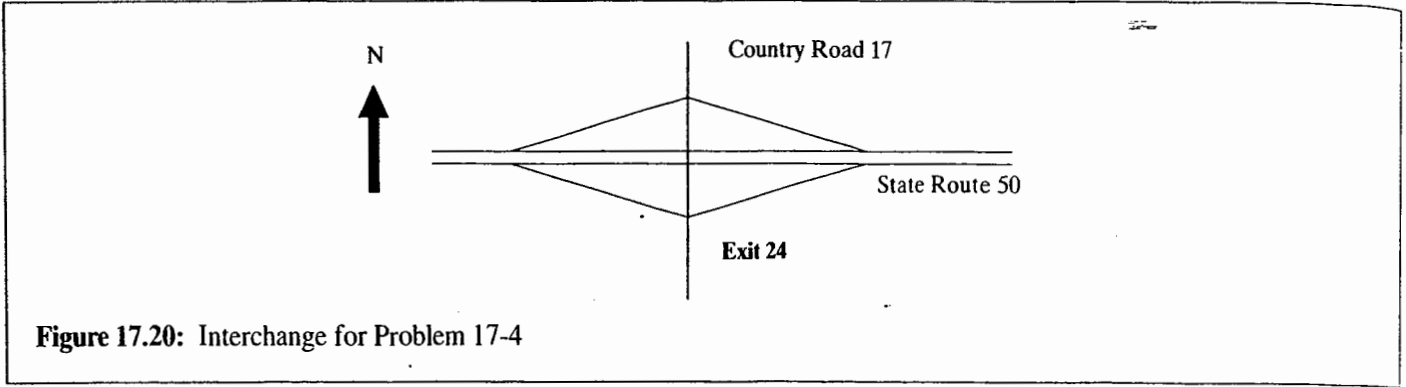 N
Country Road 17
State Route 50
Exit 24
Figure 17.20: Interchange for Problem 17-4